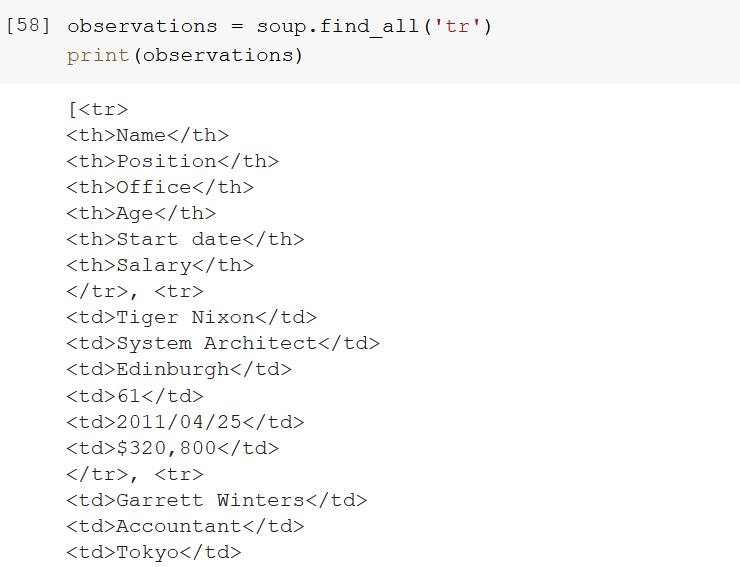 [58] observations = soup.find_all('tr')
print(observations)
[<tr>
<th>Name</th>
<th>Position</th>
<th>Office</th>
<th>Age</th>
<th>Start date</th>
<th>Salary</th>
</tr>, <tr>
<td>Tiger Nixon</td>
<td>System Architect</td>
<td>Edinburgh</td>
<td>61</td>
<td>2011/04/25</td>
<td>$320,800</td>
</tr>, <tr>
<td>Garrett Winters</td>
<td>Accountant</td>
<td>Tokyo</td>